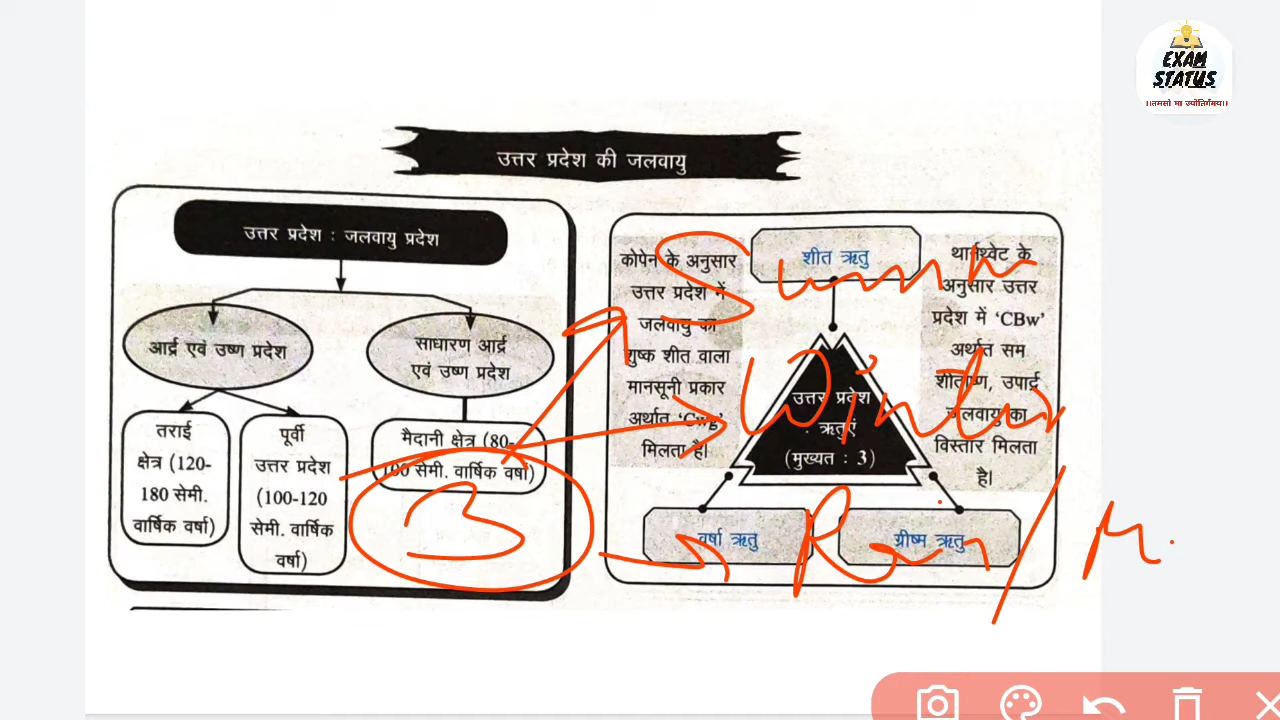 EXAM
STATUS
।।तमसो मा ज्योतिर्गमय।।
उत्तर प्रदेश की जलवायु
उत्तर प्रदेश : जलवायु प्रदेश
आर्द्र एवं उष्ण प्रदेश
साधारण आर्द्र
एवं उष्ण प्रदेश
तराई
क्षेत्र (120-
180 सेमी.
वार्षिक वर्षा)
पूर्वी
उत्तर प्रदेश
(100-120
सेमी. वार्षिक
वर्षा)
मैदानी क्षेत्र (80-
100 सेमी. वार्षिक वर्षा)
3
कोपेन के अनुसार
उत्तर प्रदेश में
जलवायु का
शुष्क शीत वाला
मानसूनी प्रकार
अर्थात 'Cwg'
मिलता है।
शीत ऋतु
थार्नथ्वेट के
अनुसार उत्तर
प्रदेश में 'CBw'
अर्थात सम
शीतोष्ण, उपार्द्र
जलवायु का
विस्तार मिलता
है।
उत्तर प्रदेश
ऋतुएं
(मुख्यत : 3)
वर्षा ऋतु
ग्रीष्म ऋतु
Winter
Rain/M.